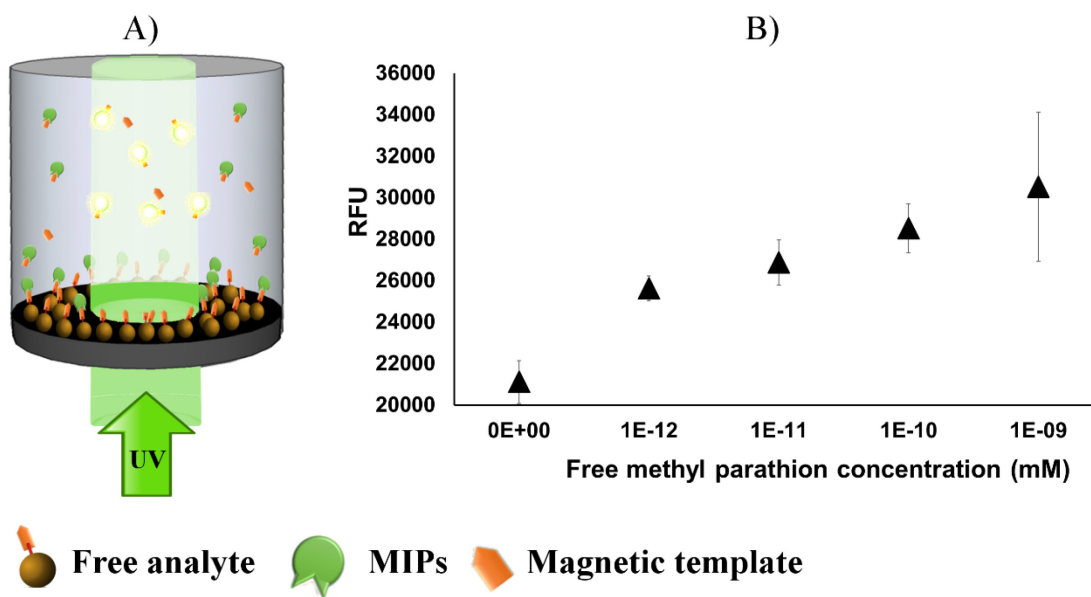 A)
UV
B)
36000
34000
32000
30000
28000
26000
24000
22000
20000
RFU
0E+00 1E-12 1E-11 1E-10 1E-09
Free methyl parathion concentration (mM)
Free analyte MIPs Magnetic template